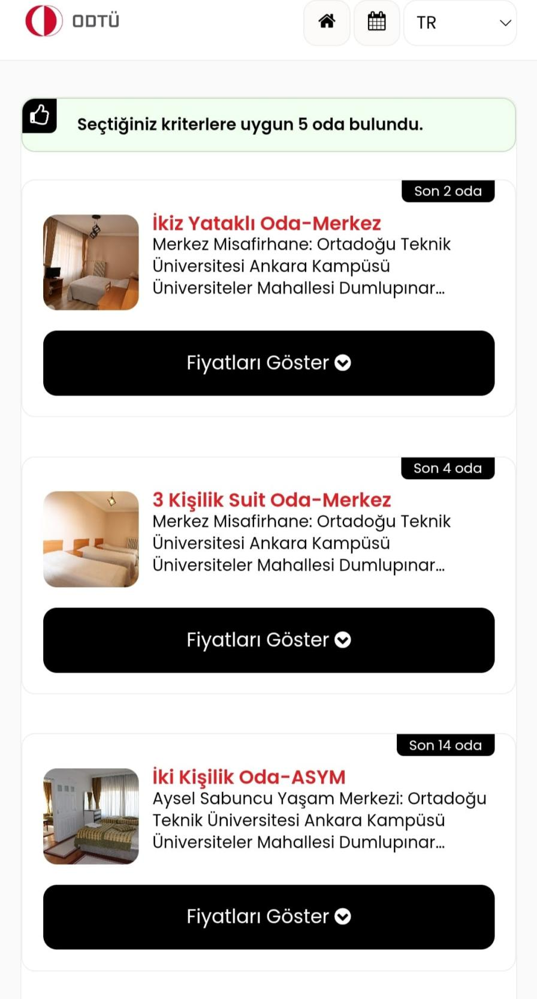 ODTÜ
TR
Seçtiğiniz kriterlere uygun 5 oda bulundu.
Son 2 oda
İkiz Yataklı Oda-Merkez
Merkez Misafirhane: Ortadoğu Teknik
Üniversitesi Ankara Kampüsü
Üniversiteler Mahallesi Dumlupınar...
Fiyatları Göster
Son 4 oda
3 Kişilik Suit Oda-Merkez
Merkez Misafirhane: Ortadoğu Teknik
Üniversitesi Ankara Kampüsü
Üniversiteler Mahallesi Dumlupınar...
Fiyatları Göster
Son 14 oda
İki Kişilik Oda-ASYM
Aysel Sabuncu Yaşam Merkezi: Ortadoğu
Teknik Üniversitesi Ankara Kampüsü
Üniversiteler Mahallesi Dumlupınar...
Fiyatları Göster